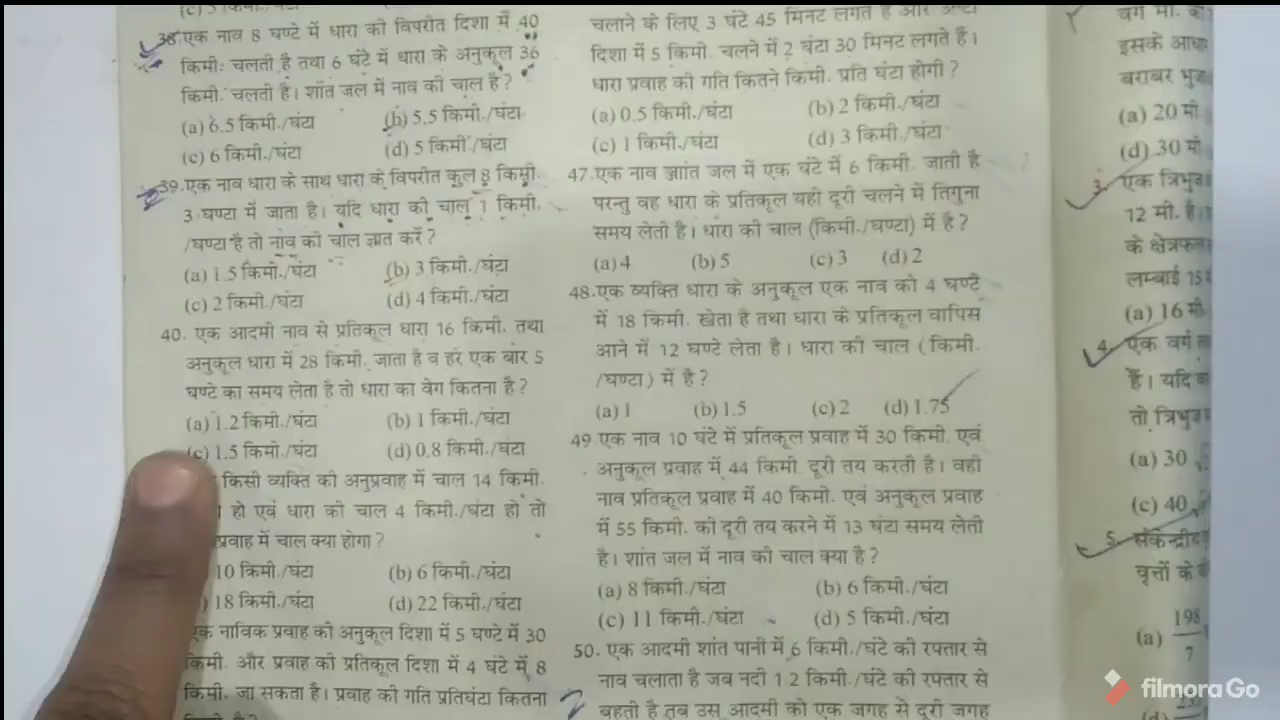 38.एक नाव 8 घण्टे में धारा की विपरीत दिशा में 40
किमी. चलती है तथा 6 घंटे में धारा के अनुकूल 36
किमी. चलती है। शांत जल में नाव की चाल है?
(a) 6.5 किमी./घंटा (b) 5.5 किमी./घंटा
(c) 6 किमी./घंटा (d) 5 किमी./घंटा
39.एक नाव धारा के साथ धारा के विपरीत कुल 8 किमी.
3 घण्टा में जाता है। यदि धारा की चाल 1 किमी.
/घण्टा है तो नाव की चाल ज्ञात करें?
(a) 1.5 किमी./घंटा (b) 3 किमी./घंटा
(c) 2 किमी./घंटा (d) 4 किमी./घंटा
40. एक आदमी नाव से प्रतिकूल धारा 16 किमी. तथा
अनुकूल धारा में 28 किमी. जाता है व हर एक बार 5
घण्टे का समय लेता है तो धारा का वेग कितना है?
(a) 1.2 किमी./घंटा (b) 1 किमी./घंटा
(c) 1.5 किमी./घंटा (d) 0.8 किमी./घंटा
किसी व्यक्ति की अनुप्रवाह में चाल 14 किमी.
हो एवं धारा की चाल 4 किमी./घंटा हो तो
प्रवाह में चाल क्या होगा?
10 किमी./घंटा (b) 6 किमी./घंटा
18 किमी./घंटा (d) 22 किमी./घंटा
एक नाविक प्रवाह की अनुकूल दिशा में 5 घण्टे में 30
किमी. और प्रवाह की प्रतिकूल दिशा में 4 घंटे में 8
किमी. जा सकता है। प्रवाह की गति प्रतिघंटा कितना
चलाने के लिए 3 घंटे 45 मिनट लगते हैं और उल्टी
दिशा में 5 किमी. चलने में 2 घंटा 30 मिनट लगते हैं।
धारा प्रवाह की गति कितने किमी. प्रति घंटा होगी?
(a) 0.5 किमी./घंटा (b) 2 किमी./घंटा
(c) 1 किमी./घंटा (d) 3 किमी./घंटा
47.एक नाव शांत जल में एक घंटे में 6 किमी. जाती है
परन्तु वह धारा के प्रतिकूल यही दूरी चलने में तिगुना
समय लेती है। धारा की चाल (किमी./घण्टा) में है?
(a) 4 (b) 5 (c) 3 (d) 2
48.एक व्यक्ति धारा के अनुकूल एक नाव को 4 घण्टे
में 18 किमी. खेता है तथा धारा के प्रतिकूल वापिस
आने में 12 घण्टे लेता है। धारा की चाल (किमी.
/घण्टा) में है?
(a) 1 (b) 1.5 (c) 2 (d) 1.75
49 एक नाव 10 घंटे में प्रतिकूल प्रवाह में 30 किमी. एवं
अनुकूल प्रवाह में 44 किमी. दूरी तय करती है। वही
नाव प्रतिकूल प्रवाह में 40 किमी. एवं अनुकूल प्रवाह
में 55 किमी. की दूरी तय करने में 13 घंटा समय लेती
है। शांत जल में नाव की चाल क्या है?
(a) 8 किमी./घंटा (b) 6 किमी./घंटा
(c) 11 किमी./घंटा (d) 5 किमी./घंटा
50. एक आदमी शांत पानी में 6 किमी./घंटे की रफ्तार से
नाव चलाता है जब नदी 1.2 किमी./घंटे की रफ्तार से
बहती है तब उस आदमी को एक जगह से दूरी जगह
वर्ग मी.
इसके
बराबर
(a) 20 मी.
(d) 30 मी
3. एक
12 मी. है।
के
लम्बाई 15
(a) 16 मी.
4. एक वर्ग
है। यदि
तो
(a) 30
(c) 40
5.
वृत्तों के
(a) 198/7
filmoraGo